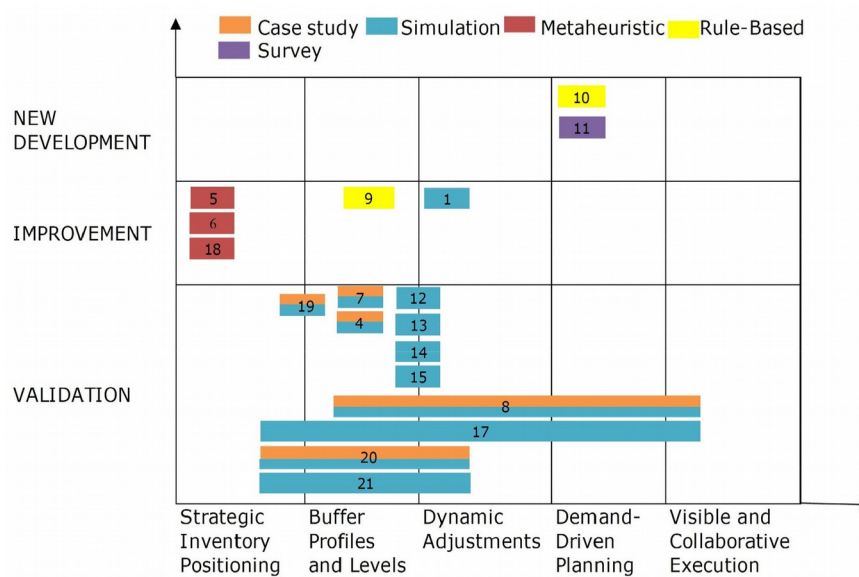 Case study Simulation Metaheuristic Rule-Based
Survey
NEW
DEVELOPMENT
10
11
IMPROVEMENT
5
9
1
6
18
VALIDATION
19
7
12
4
13
14
15
8
17
20
21
Strategic
Inventory
Positioning
Buffer
Profiles
and Levels
Dynamic
Adjustments
Demand-
Driven
Planning
Visible and
Collaborative
Execution